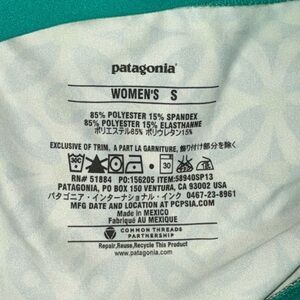 patagonia®
WOMEN'S S
85% POLYESTER 15% SPANDEX
85% POLYESTER 15% ELASTHANNE
ポリエステル85% ポリウレタン15%
EXCLUSIVE OF TRIM. A PART LA GARNITURE, 飾り付け部分を除く
30C
30
RN# 51884 PO:156205 ITEM:58940SP13
PATAGONIA, PO BOX 150 VENTURA, CA 93002 USA
パタゴニア・インターナショナル・インク 0467-23-8961
MFG DATE AND LOCATION AT PCPSIA.COM
Made in MEXICO
Fabriqué AU MEXIQUE
COMMON THREADS
PARTNERSHIP
Repair,Reuse,Recycle This Product
www.patagonia.com